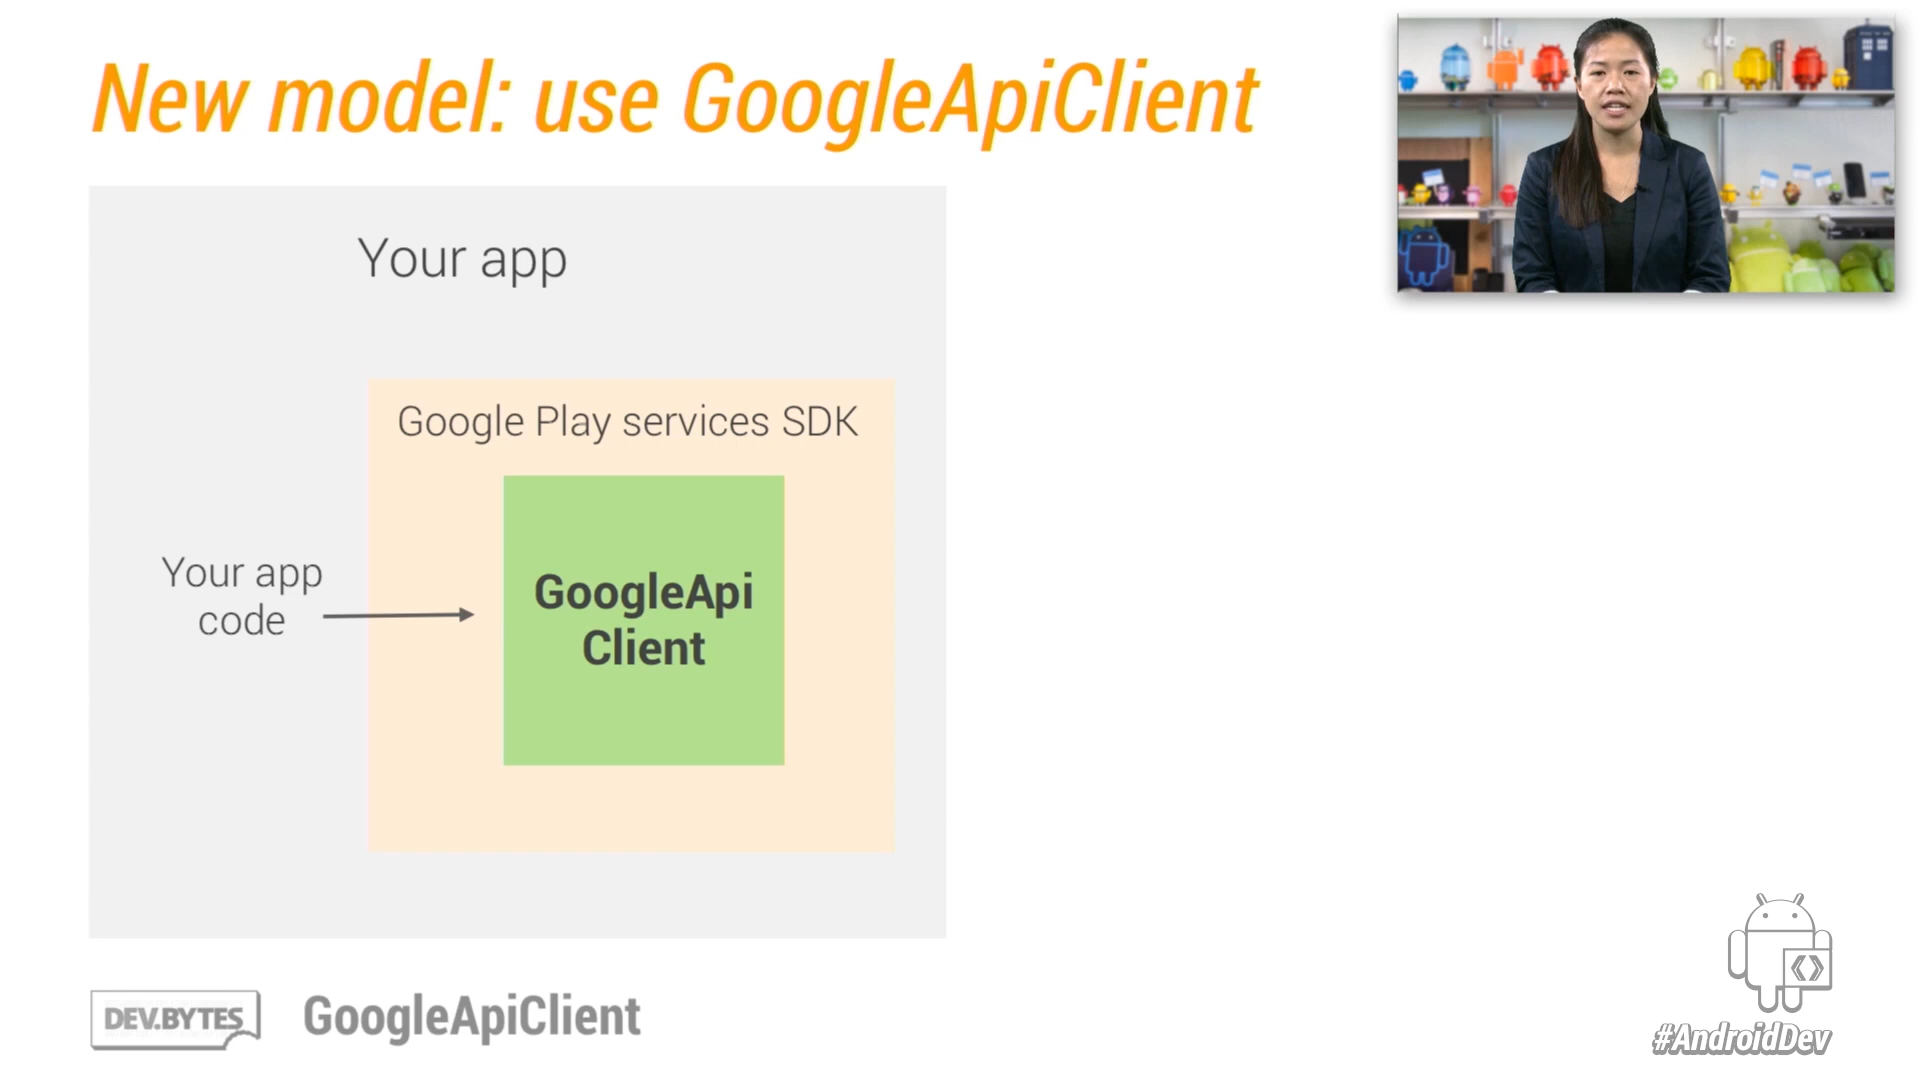 New model: use GoogleApiClient
Your app
Google Play services SDK
Your app
code
GoogleApi
Client
DEV.BYTES
GoogleApiClient
#AndroidDev